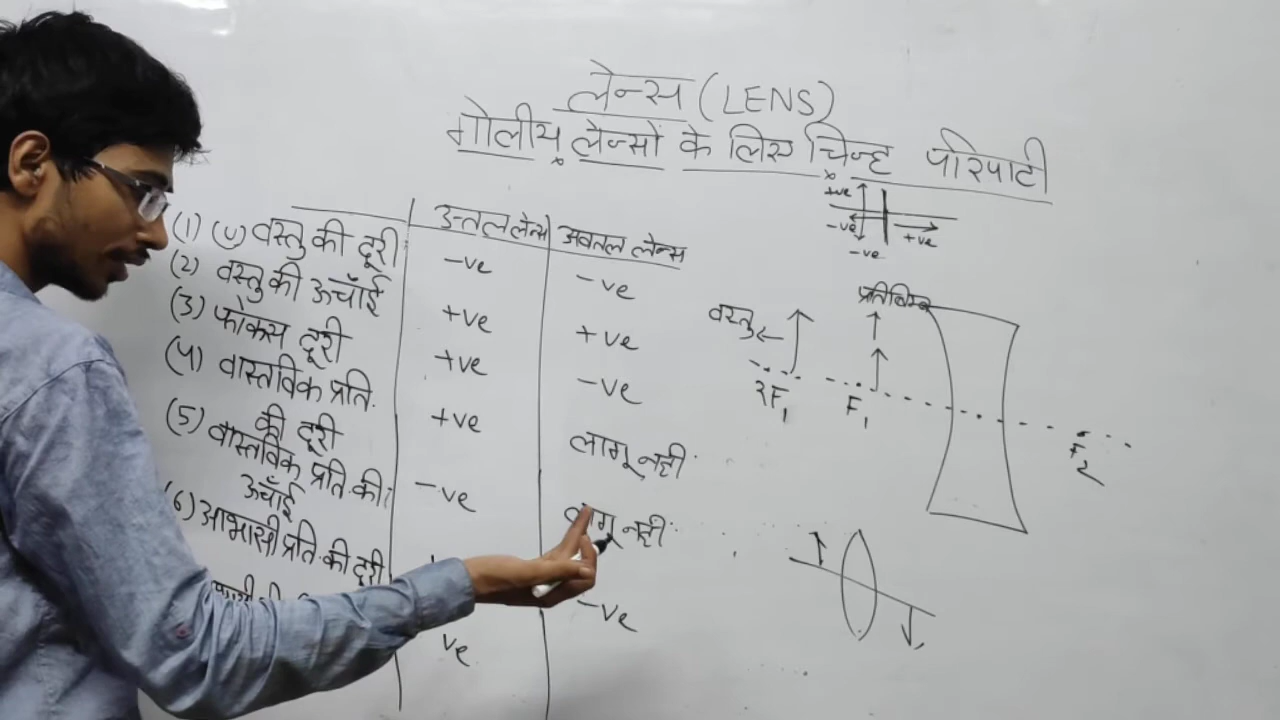 लेन्स (LENS)
गोलीय लेन्सों के लिए चिन्ह परिपाटी
+ve
-ve
+ve
-ve
उत्तल लेन्स अवतल लेन्स
(1) (u) वस्तु की दूरी -ve -ve
(2) वस्तु की ऊचाँई +ve +ve
(3) फोकस दूरी +ve -ve
(4) वास्तविक प्रति. +ve लागू नही
की दूरी
(5) वास्तविक प्रति. की -ve लागू नही
ऊचाँई
(6) आभासी प्रति. की दूरी -ve
ve
वस्तु
प्रतिबिम्ब
2F1
F1
F2